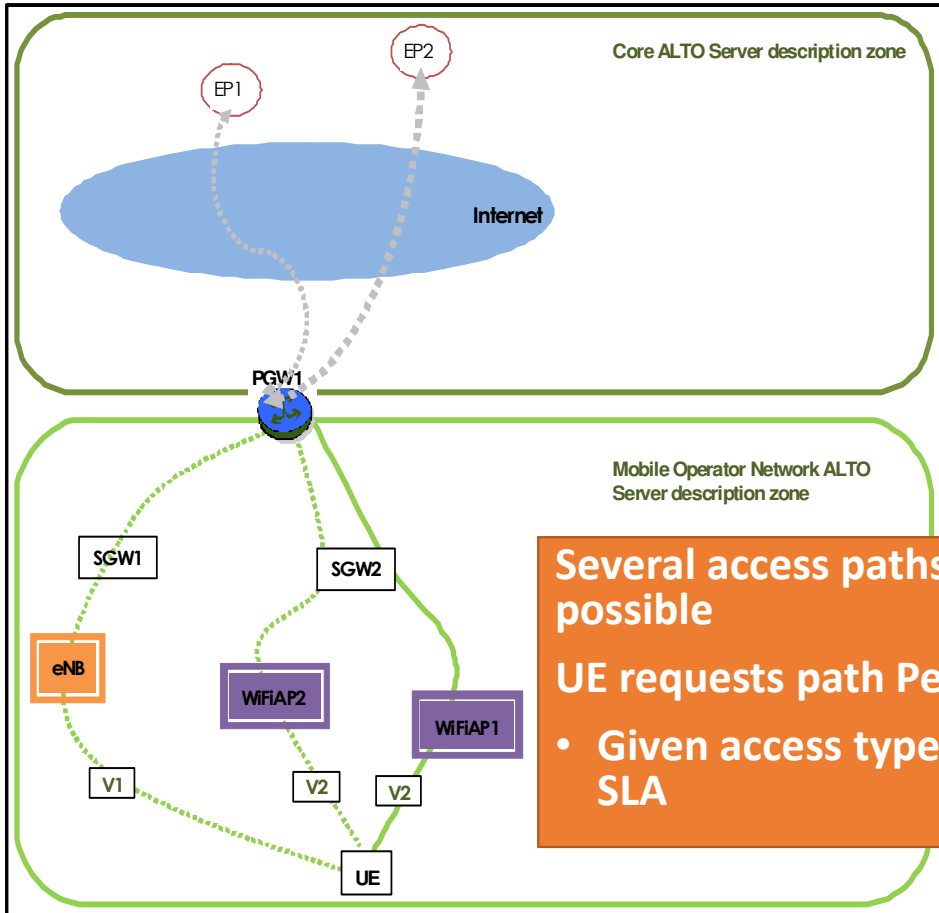 EP2
Core ALTO Server description zone
EP1
Internet
PGW1
Mobile Operator Network ALTO
Server description zone
SGW1
SGW2
Several access paths
possible
eNB
WiFiAP2
UE requests path Pe
WiFiAP1
• Given access type
SLA
V1
V2
V2
UE